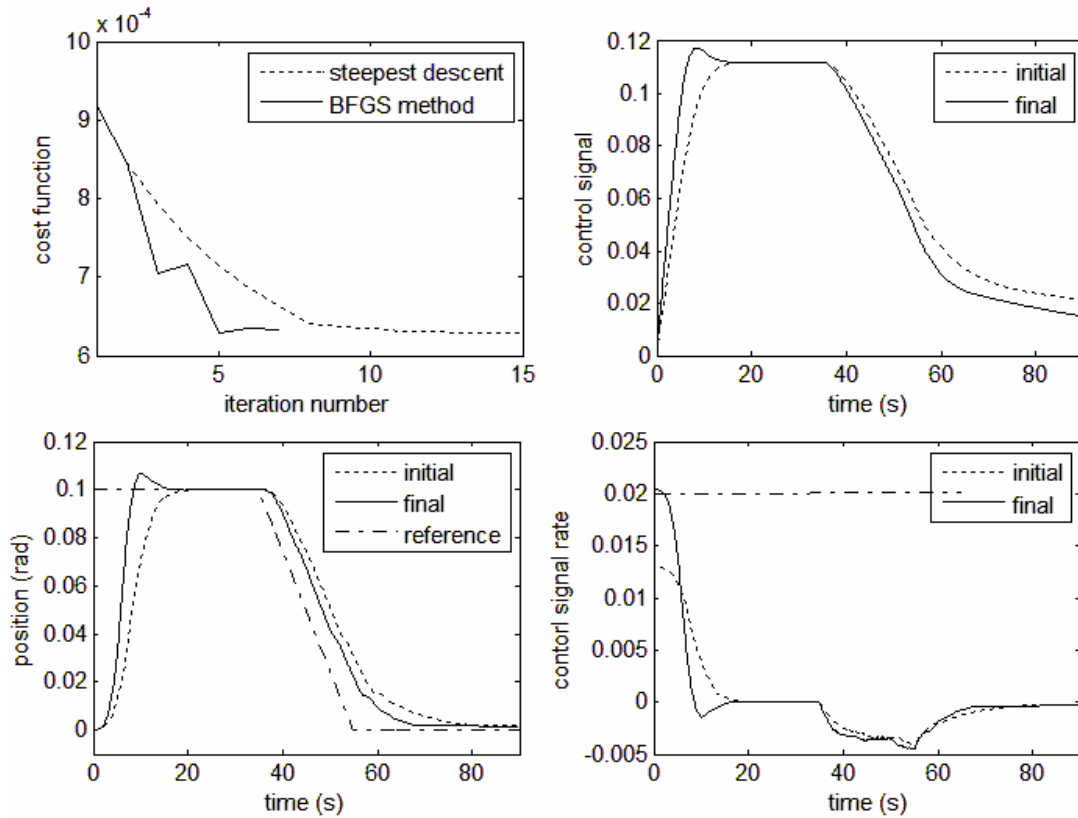 x 10-4
10
9
8
7
6
cost function
steepest descent
BFGS method
5
10
15
iteration number
0.12
0.1
0.08
0.06
0.04
0.02
0
control signal
initial
final
0
20
40
60
80
time (s)
0.12
0.1
0.08
0.06
0.04
0.02
0
position (rad)
initial
final
reference
0
20
40
60
80
time (s)
0.025
0.02
0.015
0.01
0.005
0
-0.005
contorl signal rate
initial
final
0
20
40
60
80
time (s)